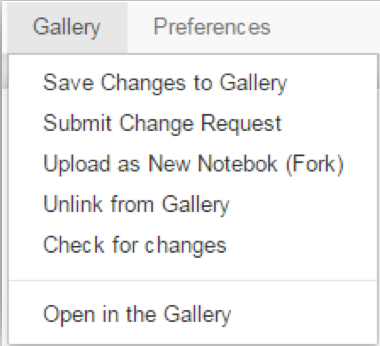 Gallery Preferences
Save Changes to Gallery
Submit Change Request
Upload as New Notebok (Fork)
Unlink from Gallery
Check for changes
Open in the Gallery